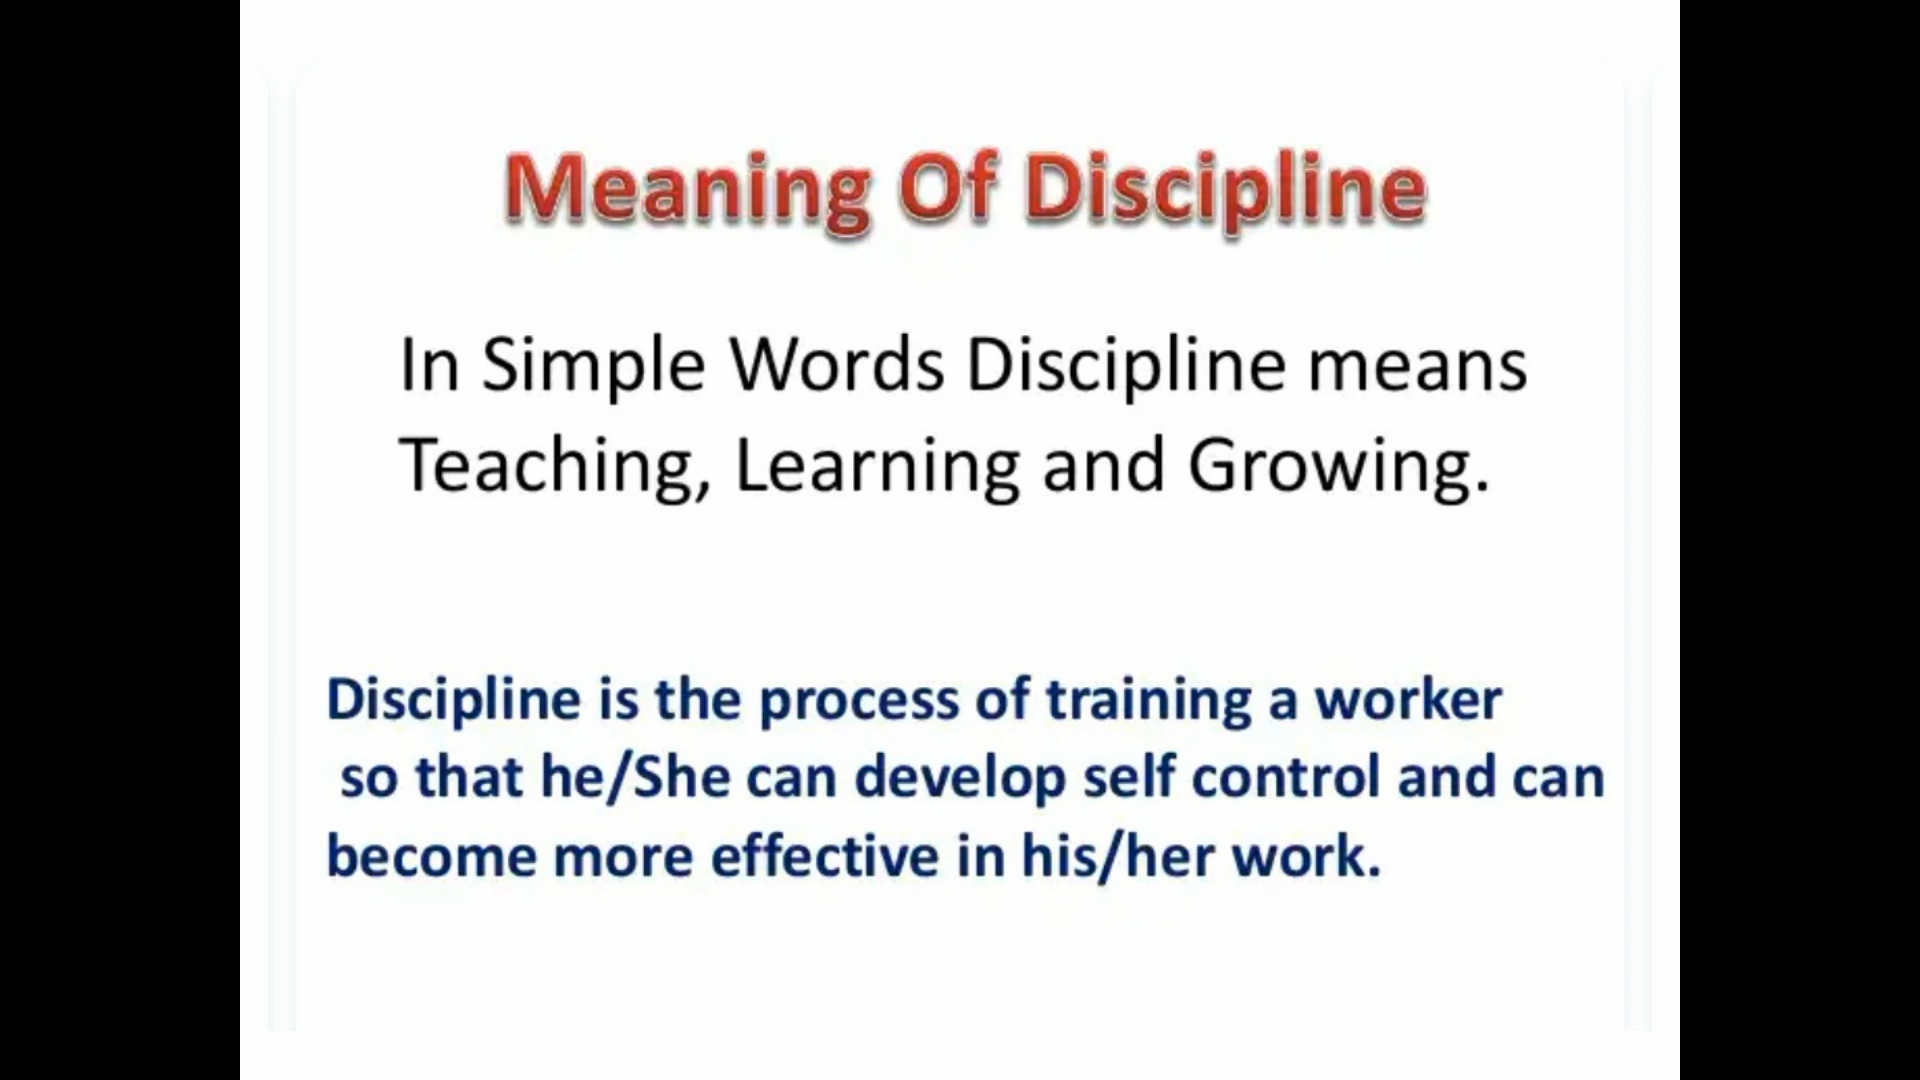 Meaning Of Discipline
In Simple Words Discipline means
Teaching, Learning and Growing.
Discipline is the process of training a worker
so that he/She can develop self control and can
become more effective in his/her work.